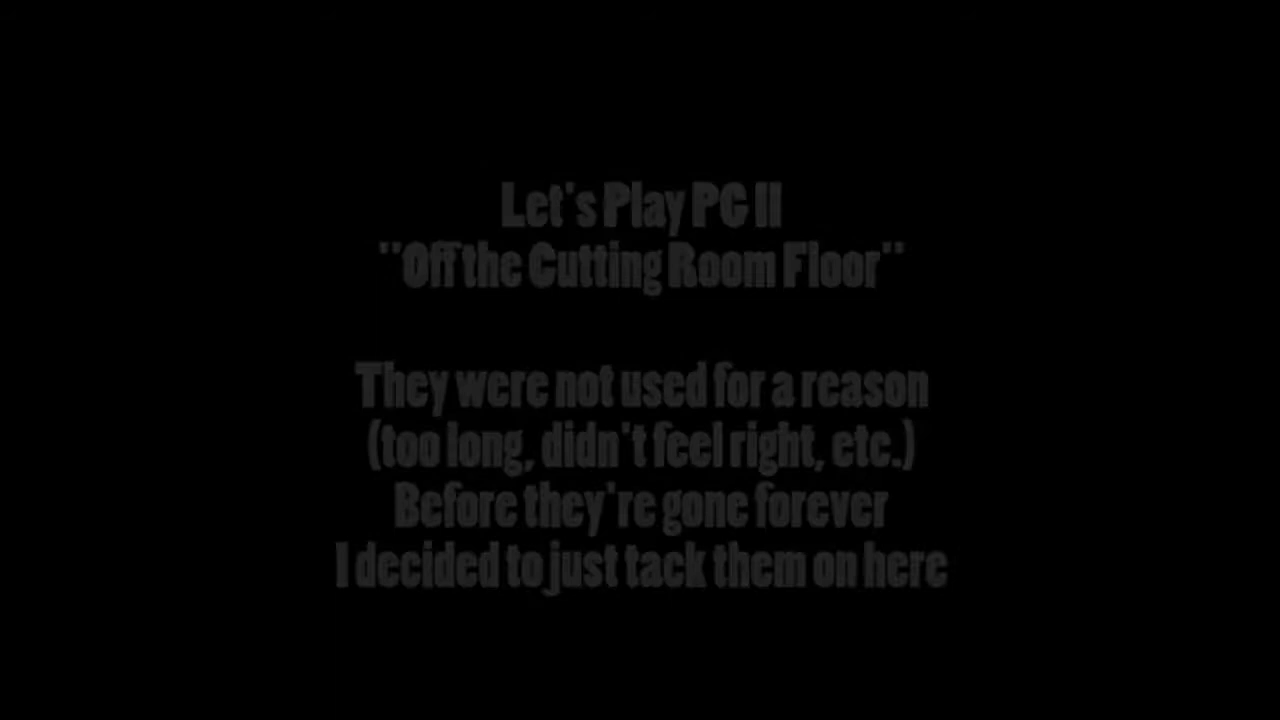 Let's Play PG II
"Off the Cutting Room Floor"
They were not used for a reason
(too long, didn't feel right, etc.)
Before they're gone forever
I decided to just tack them on here